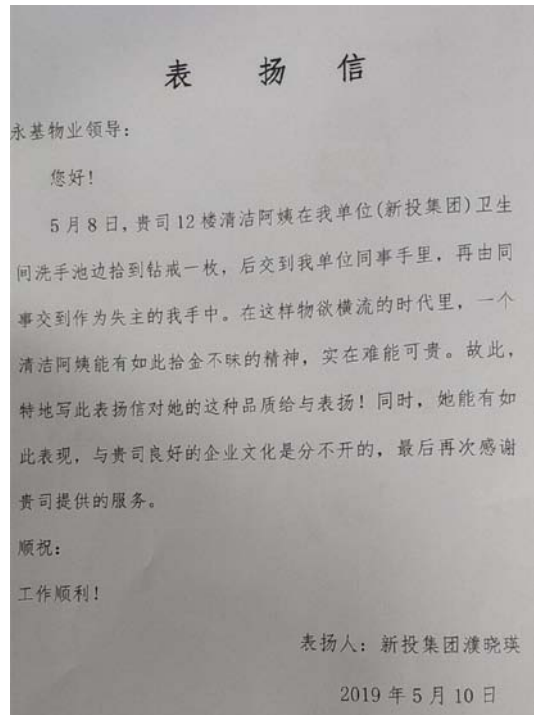 表 扬 信
永基物业领导：
您好！
5月8日,贵司12楼清洁阿姨在我单位(新投集团)卫生
间洗手池边拾到钻戒一枚，后交到我单位同事手里，再由同
事交到作为失主的我手中。在这样物欲横流的时代里，一个
清洁阿姨能有如此拾金不昧的精神，实在难能可贵。故此，
特地写此表扬信对她的这种品质给与表扬！同时，她能有如
此表现，与贵司良好的企业文化是分不开的，最后再次感谢
贵司提供的服务。
顺祝：
工作顺利！
表扬人：新投集团濮晓瑛
2019年5月10日